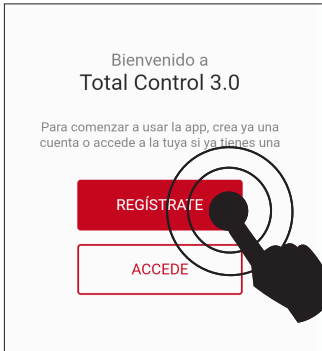 Bienvenido a
Total Control 3.0
Para comenzar a usar la app, crea ya una
cuenta o accede a la tuya si ya tienes una
REGÍSTRATE
ACCEDE